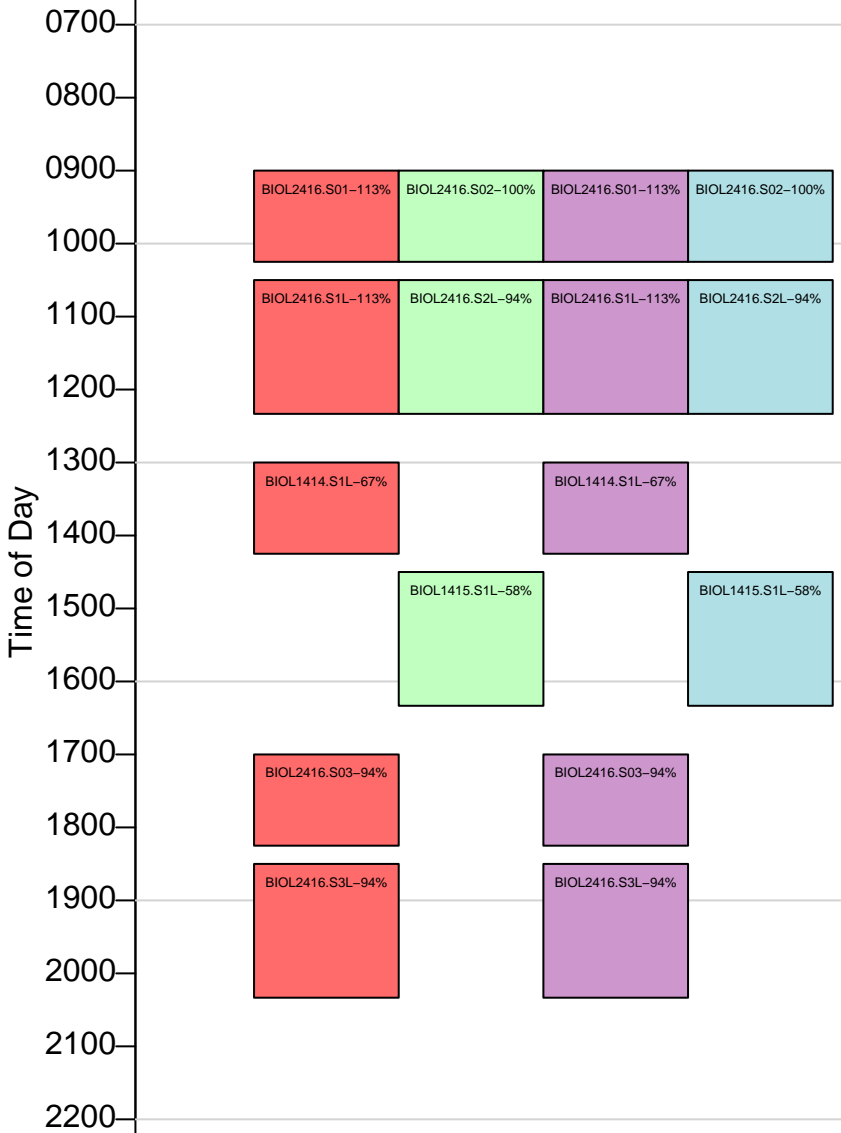 0700
0800
0900
BIOL2416.S01−113% BIOL2416.S02−100% BIOL2416.S01−113% BIOL2416.S02−100%
1000
BIOL2416.S1L−113% BIOL2416.S2L−94% BIOL2416.S1L−113% BIOL2416.S2L−94%
1100
1200
1300
BIOL1414.S1L−67% BIOL1414.S1L−67%
1400
BIOL1415.S1L−58% BIOL1415.S1L−58%
1500
1600
1700
BIOL2416.S03−94% BIOL2416.S03−94%
1800
BIOL2416.S3L−94% BIOL2416.S3L−94%
1900
2000
2100
2200
Time of Day